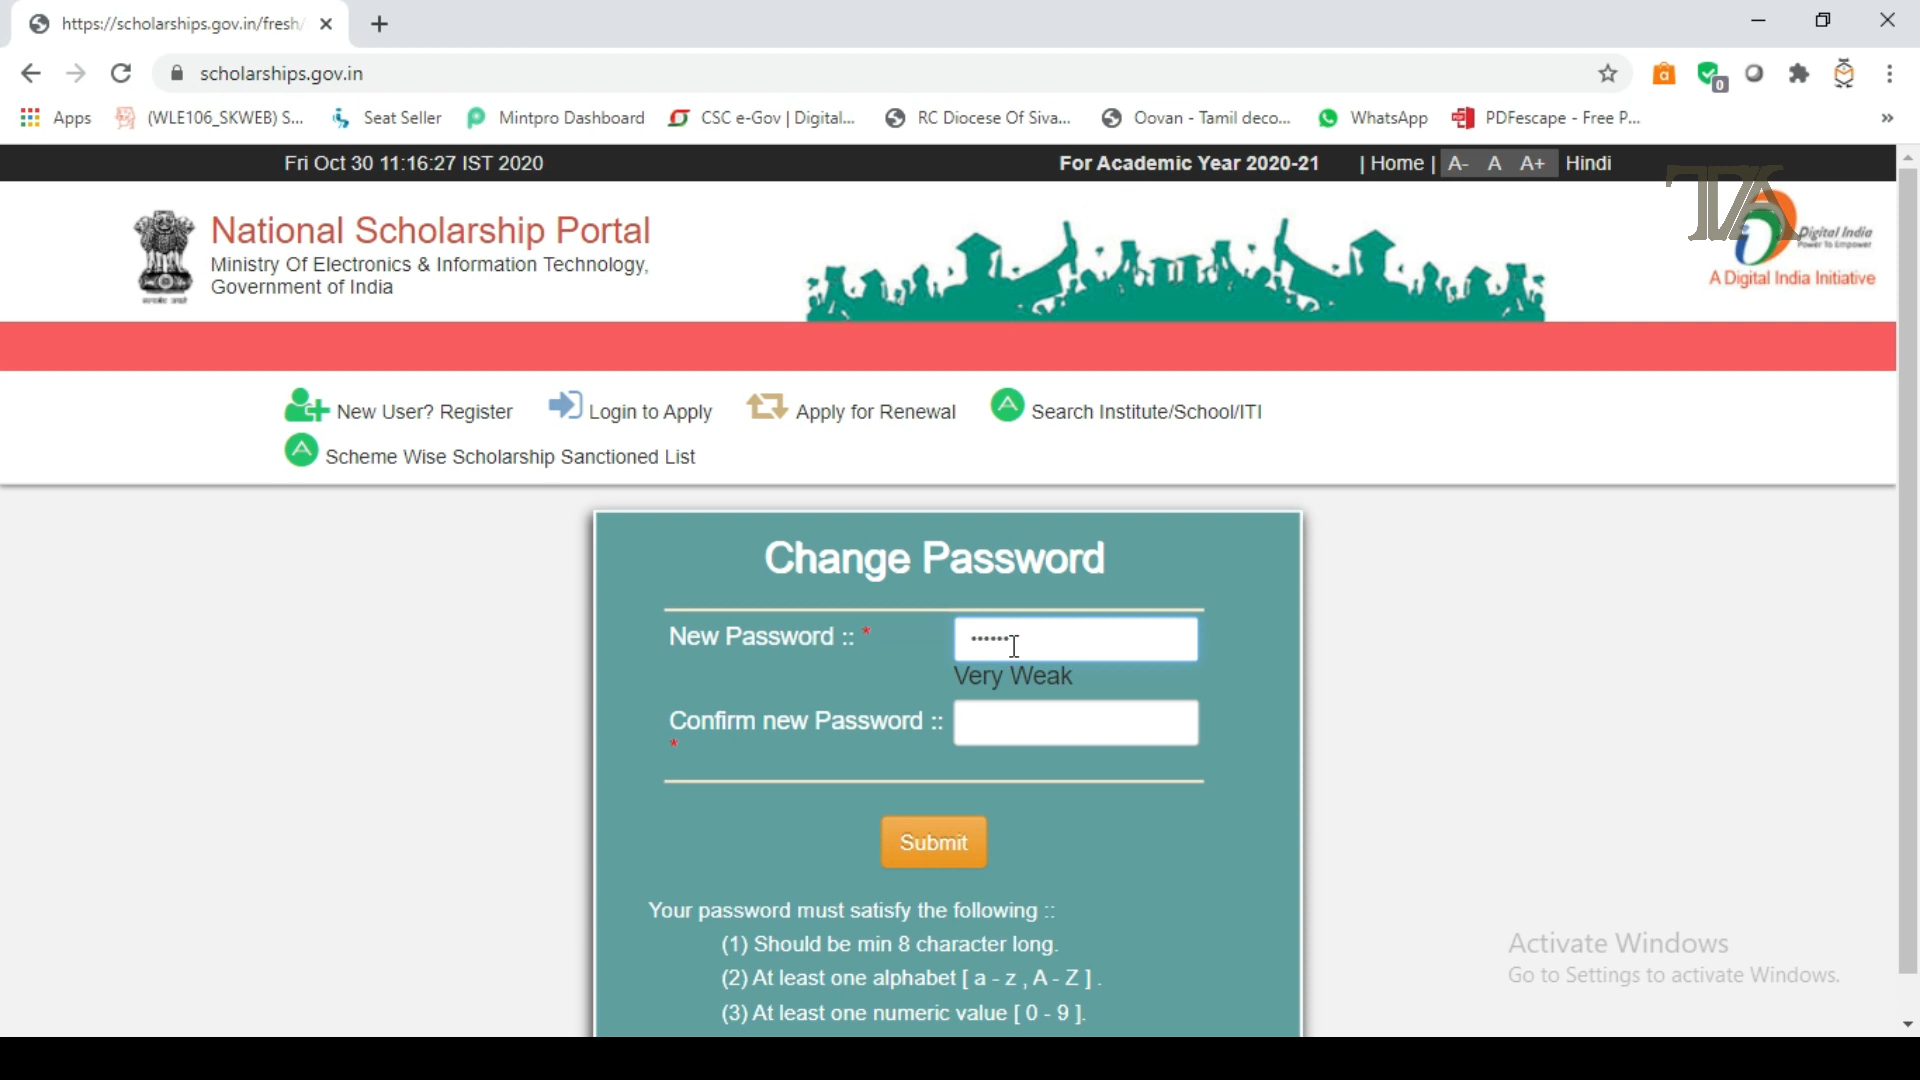 https://scholarships.gov.in/fresh/
scholarships.gov.in
Apps (WLE106_SKWEB) S... Seat Seller Mintpro Dashboard CSC e-Gov | Digital... RC Diocese Of Siva... Oovan - Tamil deco... WhatsApp PDFescape - Free P... »
Fri Oct 30 11:16:27 IST 2020 For Academic Year 2020-21 | Home | A- A A+ Hindi
National Scholarship Portal
Ministry Of Electronics & Information Technology,
Government of India
TA
Digital India
Power To Empower
A Digital India Initiative
New User? Register Login to Apply Apply for Renewal Search Institute/School/ITI
Scheme Wise Scholarship Sanctioned List
Change Password
New Password :: *
••••••
Very Weak
Confirm new Password ::
*
Submit
Your password must satisfy the following ::
(1) Should be min 8 character long.
(2) At least one alphabet [ a - z , A - Z ] .
(3) At least one numeric value [ 0 - 9 ].
Activate Windows
Go to Settings to activate Windows.